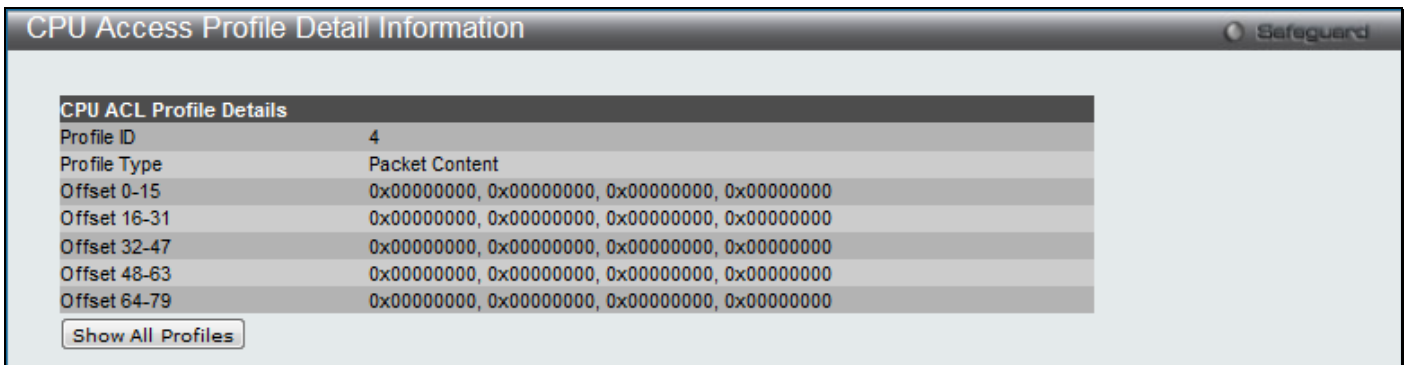 CPU Access Profile Detail Information
Safeguard
CPU ACL Profile Details
Profile ID 4
Profile Type Packet Content
Offset 0-15 0x00000000, 0x00000000, 0x00000000, 0x00000000
Offset 16-31 0x00000000, 0x00000000, 0x00000000, 0x00000000
Offset 32-47 0x00000000, 0x00000000, 0x00000000, 0x00000000
Offset 48-63 0x00000000, 0x00000000, 0x00000000, 0x00000000
Offset 64-79 0x00000000, 0x00000000, 0x00000000, 0x00000000
Show All Profiles